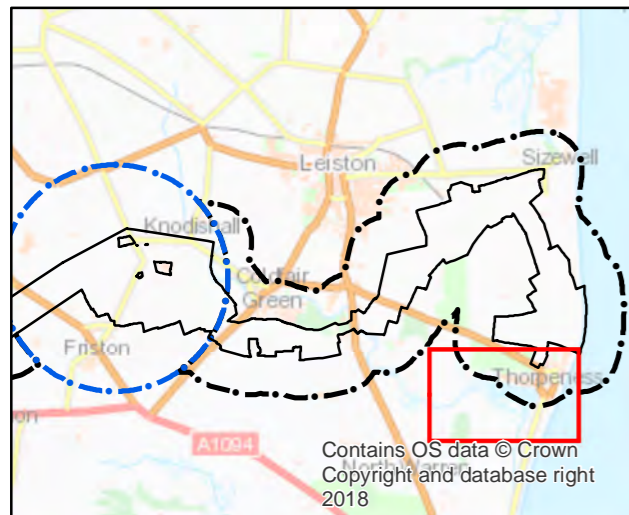 Leiston
Sizewell
Knodishall
Coldfair
Green
Friston
Thorpeness
A1094
North Warren
Contains OS data © Crown
Copyright and database right
2018